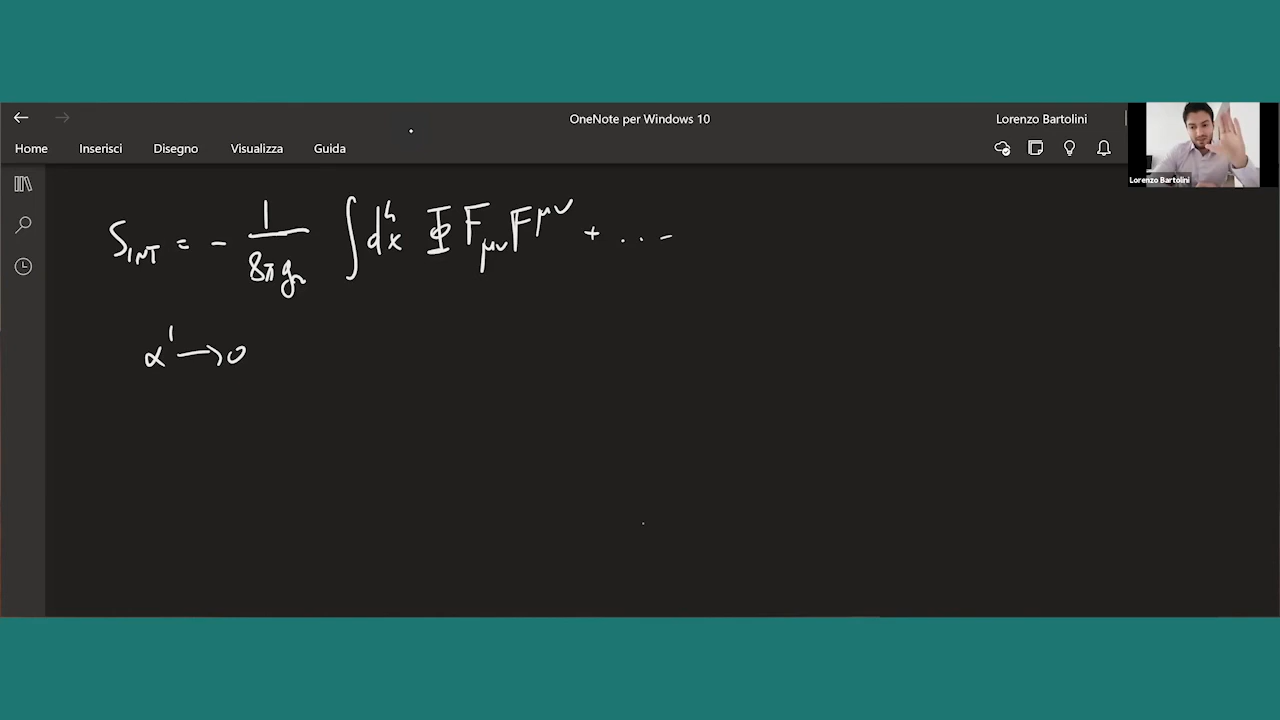 OneNote per Windows 10
Lorenzo Bartolini
Home Inserisci Disegno Visualizza Guida
Lorenzo Bartolini
S_INT = - 1/(8π g_s) ∫ d⁴x Φ F_μν F^μν + ...
α' → 0